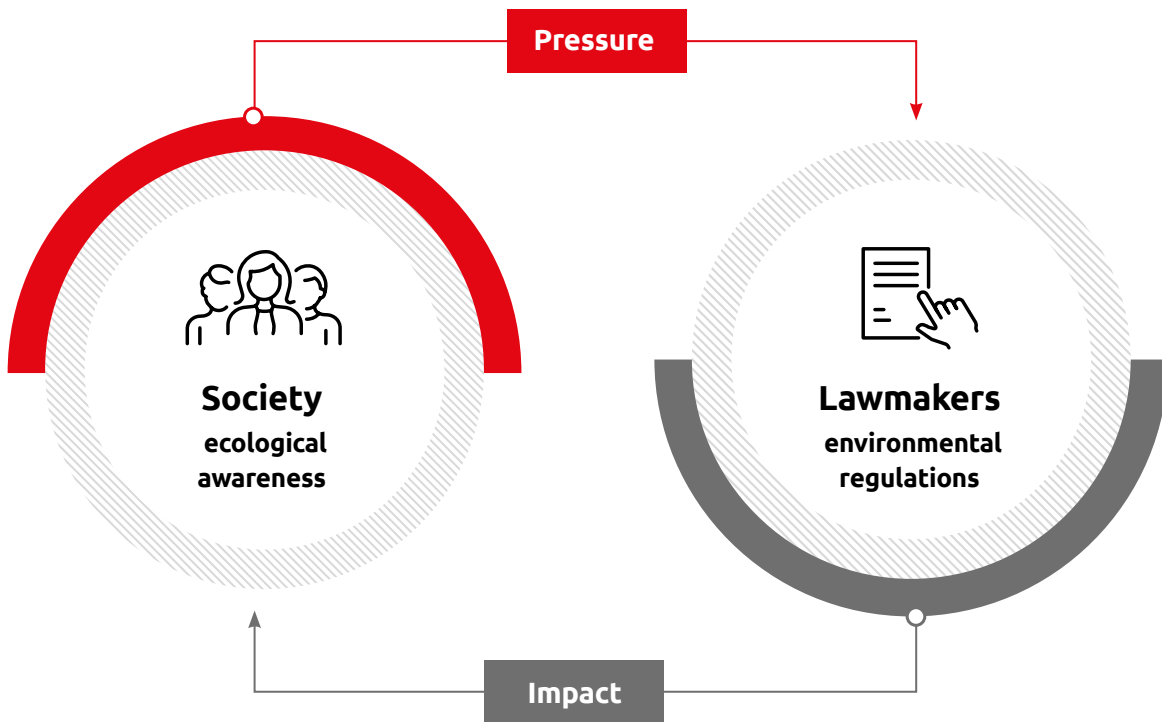 Pressure
Society
ecological
awareness
Lawmakers
environmental
regulations
Impact